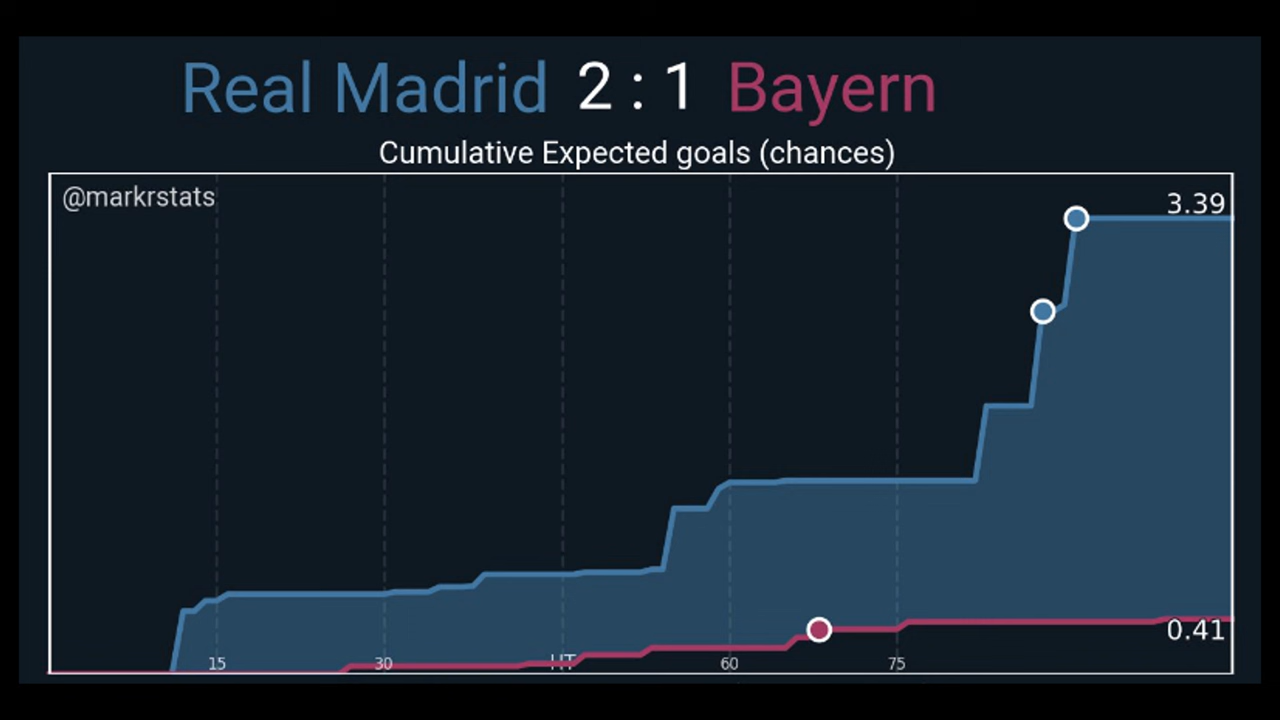 Real Madrid 2 : 1 Bayern
Cumulative Expected goals (chances)
@markrstats
3.39
0.41
15 30 HT 60 75